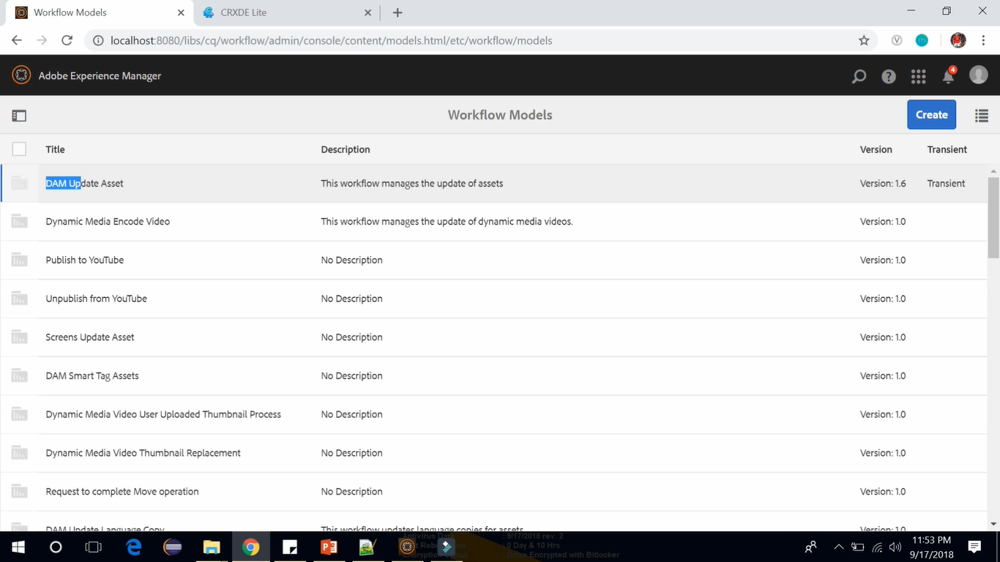 Workflow Models
CRXDE Lite
localhost:8080/libs/cq/workflow/admin/console/content/models.html/etc/workflow/models
Adobe Experience Manager
4
Workflow Models
Create
Title Description Version Transient
DAM Update Asset This workflow manages the update of assets Version: 1.6 Transient
Dynamic Media Encode Video This workflow manages the update of dynamic media videos. Version: 1.0
Publish to YouTube No Description Version: 1.0
Unpublish from YouTube No Description Version: 1.0
Screens Update Asset No Description Version: 1.0
DAM Smart Tag Assets No Description Version: 1.0
Dynamic Media Video User Uploaded Thumbnail Process No Description Version: 1.0
Dynamic Media Video Thumbnail Replacement No Description Version: 1.0
Request to complete Move operation No Description Version: 1.0
DAM Update Language Copy This workflow updates language copies for assets Version: 1.0
Antivirus Dat : 9/17/2018 rev. 2
: 0 Day & 10 Hrs
Encrypted with Bitlocker
11:53 PM
9/17/2018